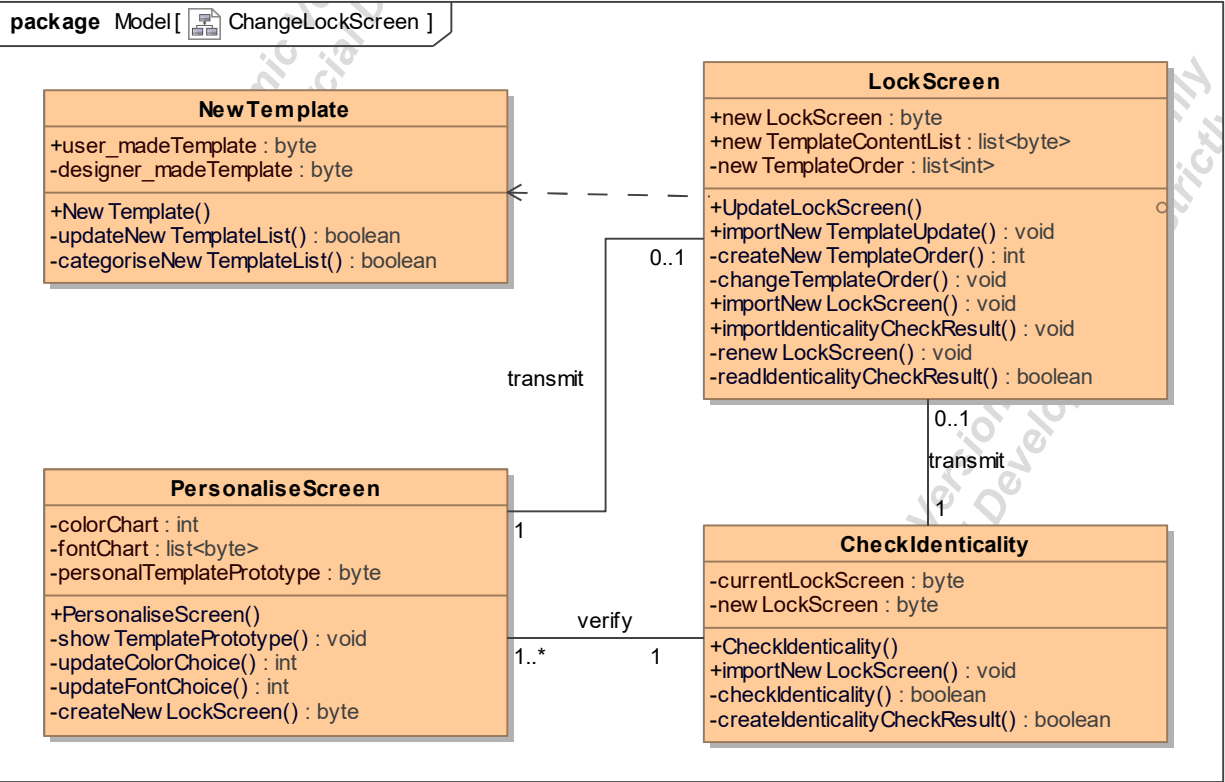 package Model [ ChangeLockScreen ]
NewTemplate
+user_madeTemplate : byte
-designer_madeTemplate : byte
+NewTemplate()
-updateNewTemplateList() : boolean
-categoriseNewTemplateList() : boolean
LockScreen
+newLockScreen : byte
+newTemplateContentList : list<byte>
-newTemplateOrder : list<int>
+UpdateLockScreen()
+importNewTemplateUpdate() : void
-createNewTemplateOrder() : int
-changeTemplateOrder() : void
+importNewLockScreen() : void
+importIdenticalityCheckResult() : void
-renewLockScreen() : void
-readIdenticalityCheckResult() : boolean
0..1
transmit
1
0..1
transmit
1
PersonaliseScreen
-colorChart : int
-fontChart : list<byte>
-personalTemplatePrototype : byte
+PersonaliseScreen()
-showTemplatePrototype() : void
-updateColorChoice() : int
-updateFontChoice() : int
-createNewLockScreen() : byte
verify
1..*
1
CheckIdenticality
-currentLockScreen : byte
-newLockScreen : byte
+CheckIdenticality()
+importNewLockScreen() : void
-checkIdenticality() : boolean
-createIdenticalityCheckResult() : boolean